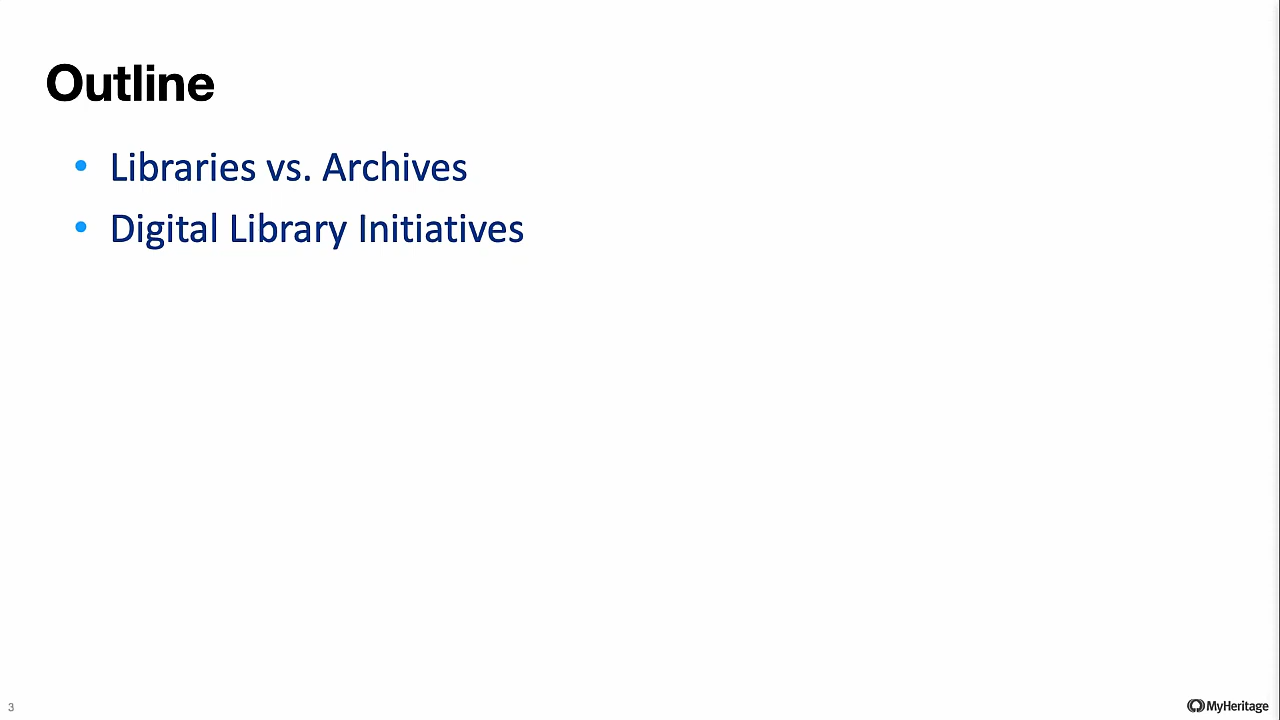 Outline
• Libraries vs. Archives
• Digital Library Initiatives
3
MyHeritage